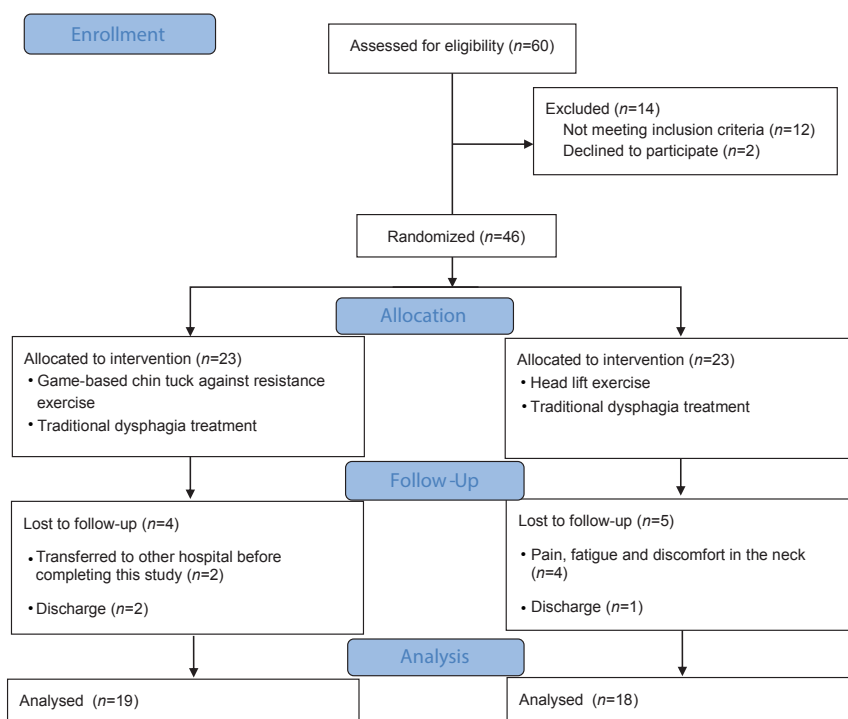 Enrollment
Assessed for eligibility (n=60)
Excluded (n=14)
Not meeting inclusion criteria (n=12)
Declined to participate (n=2)
Randomized (n=46)
Allocation
Allocated to intervention (n=23)
• Game-based chin tuck against resistance
exercise
• Traditional dysphagia treatment
Allocated to intervention (n=23)
• Head lift exercise
• Traditional dysphagia treatment
Follow-Up
Lost to follow-up (n=4)
• Transferred to other hospital before
completing this study (n=2)
• Discharge (n=2)
Lost to follow-up (n=5)
• Pain, fatigue and discomfort in the neck
(n=4)
• Discharge (n=1)
Analysis
Analysed (n=19)
Analysed (n=18)